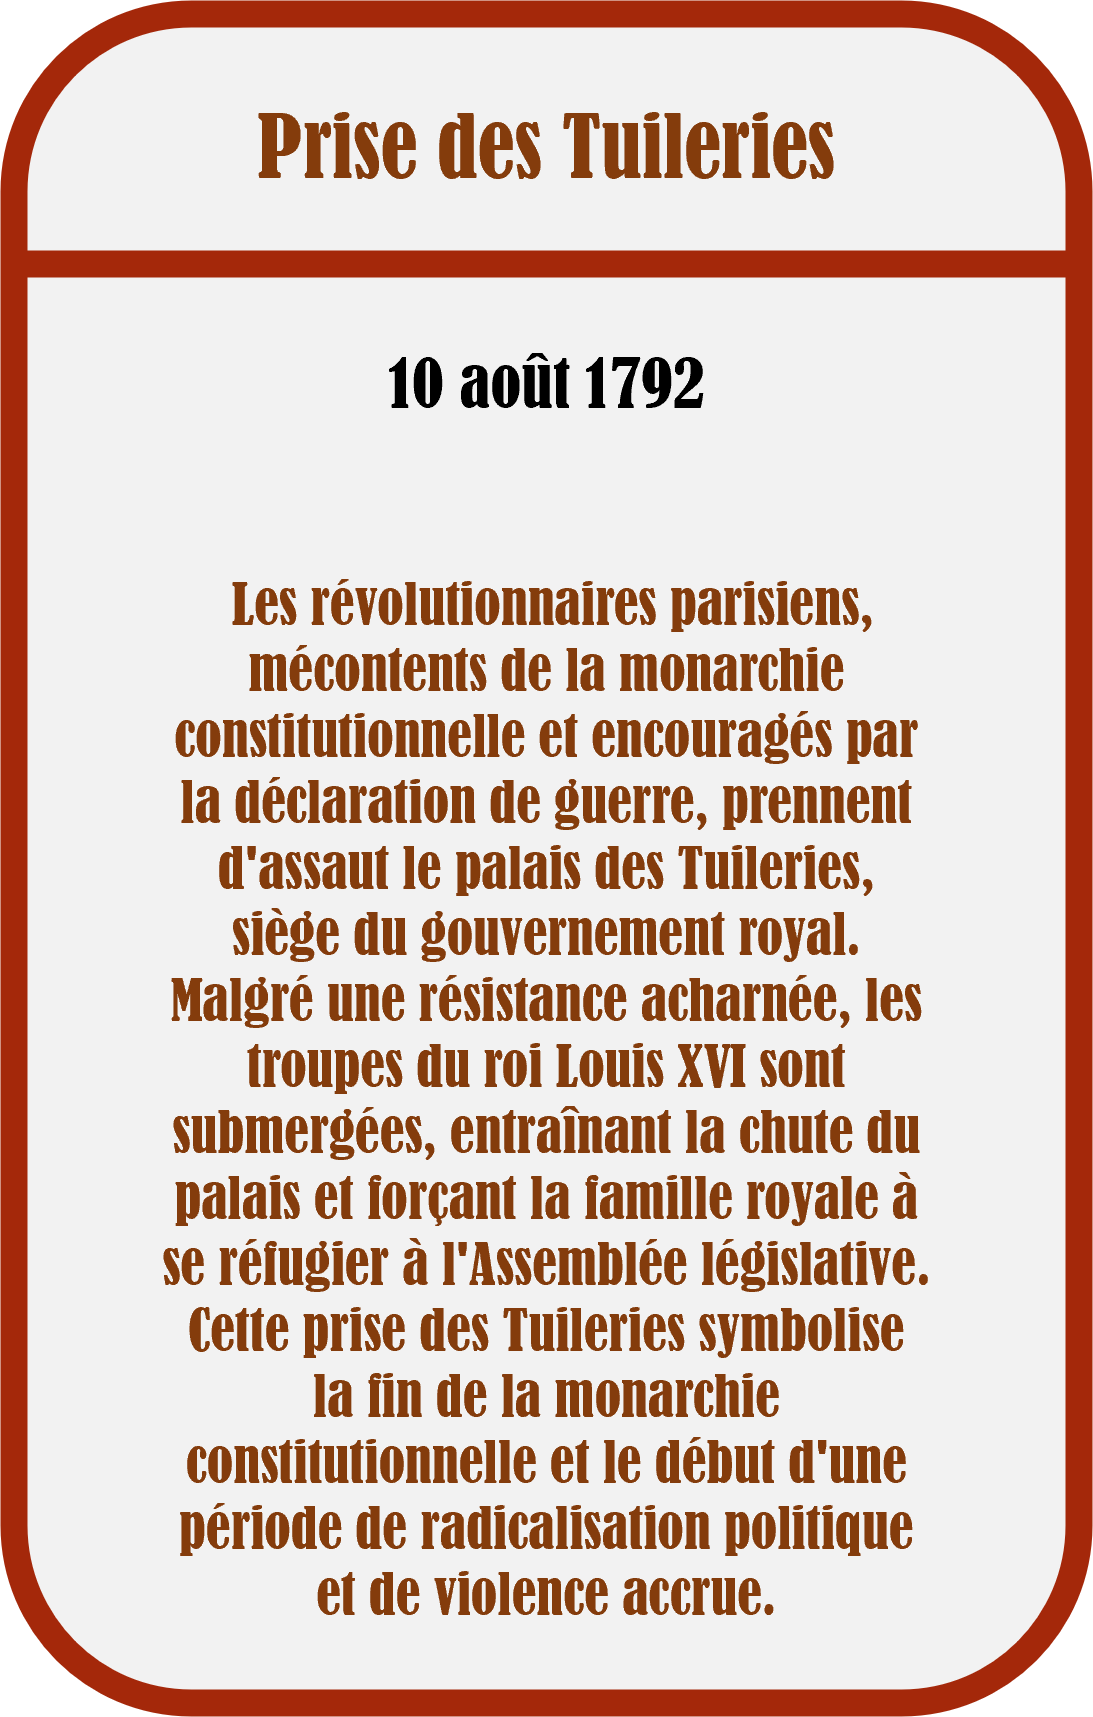 Prise des Tuileries
10 août 1792
Les révolutionnaires parisiens,
mécontents de la monarchie
constitutionnelle et encouragés par
la déclaration de guerre, prennent
d'assaut le palais des Tuileries,
siège du gouvernement royal.
Malgré une résistance acharnée, les
troupes du roi Louis XVI sont
submergées, entraînant la chute du
palais et forçant la famille royale à
se réfugier à l'Assemblée législative.
Cette prise des Tuileries symbolise
la fin de la monarchie
constitutionnelle et le début d'une
période de radicalisation politique
et de violence accrue.